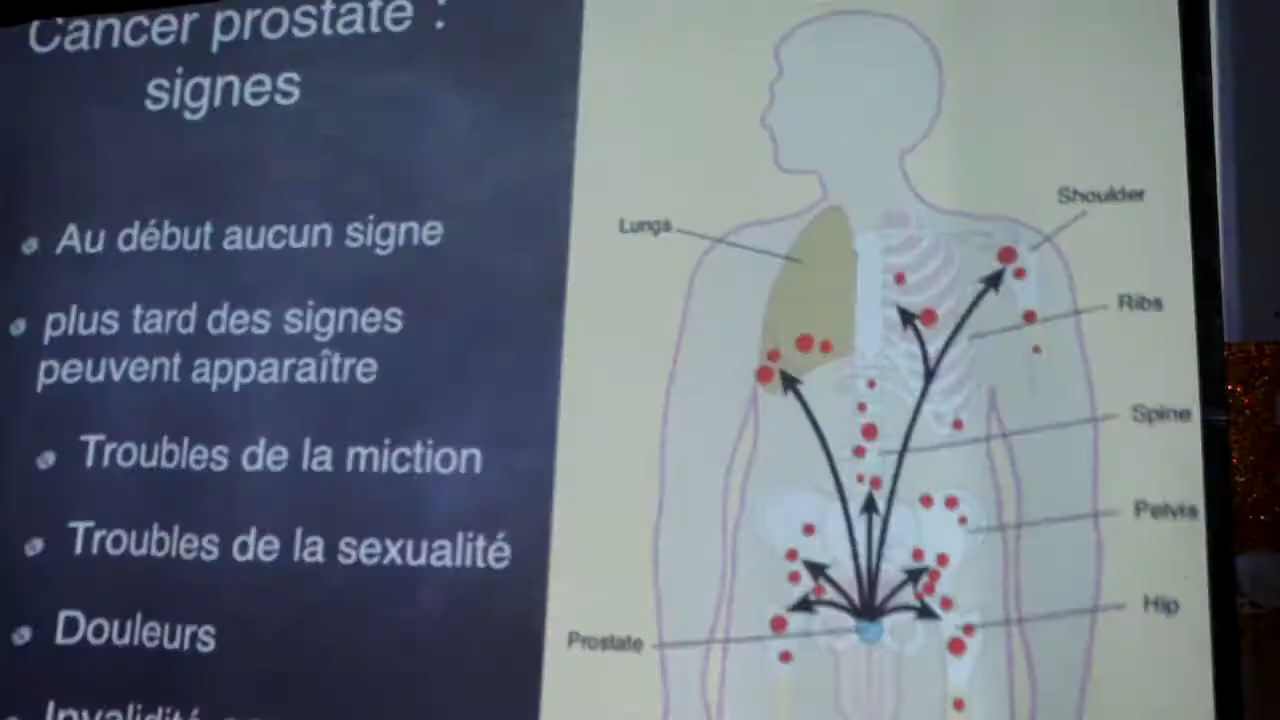 Cancer prostate :
signes
Au début aucun signe
plus tard des signes
peuvent apparaître
Troubles de la miction
Troubles de la sexualité
Douleurs
Invalidité
Lungs
Shoulder
Ribs
Spine
Pelvis
Hip
Prostate